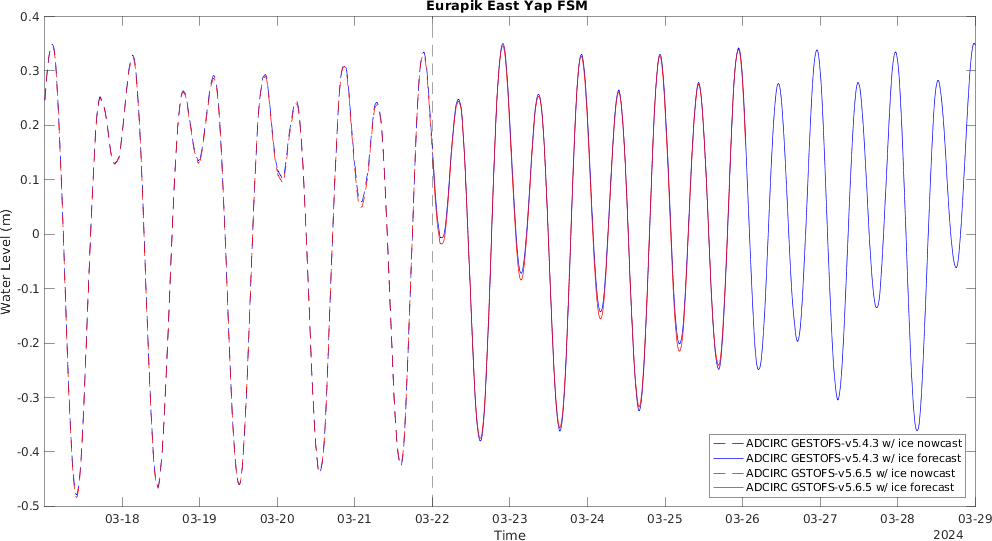 Eurapik East Yap FSM
0.4
0.3
0.2
0.1
0
-0.1
-0.2
-0.3
-0.4
-0.5
Water Level (m)
ADCIRC GESTOFS-v5.4.3 w/ ice nowcast
ADCIRC GESTOFS-v5.4.3 w/ ice forecast
ADCIRC GSTOFS-v5.6.5 w/ ice nowcast
ADCIRC GSTOFS-v5.6.5 w/ ice forecast
03-18 03-19 03-20 03-21 03-22 03-23 03-24 03-25 03-26 03-27 03-28 03-29
Time
2024